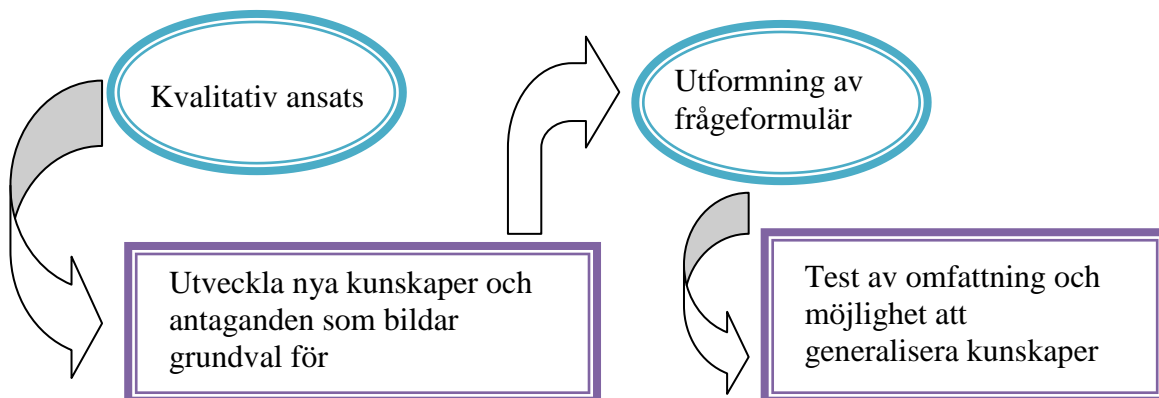 Kvalitativ ansats
Utveckla nya kunskaper och
antaganden som bildar
grundval för
Utformning av
frågeformulär
Test av omfattning och
möjlighet att
generalisera kunskaper